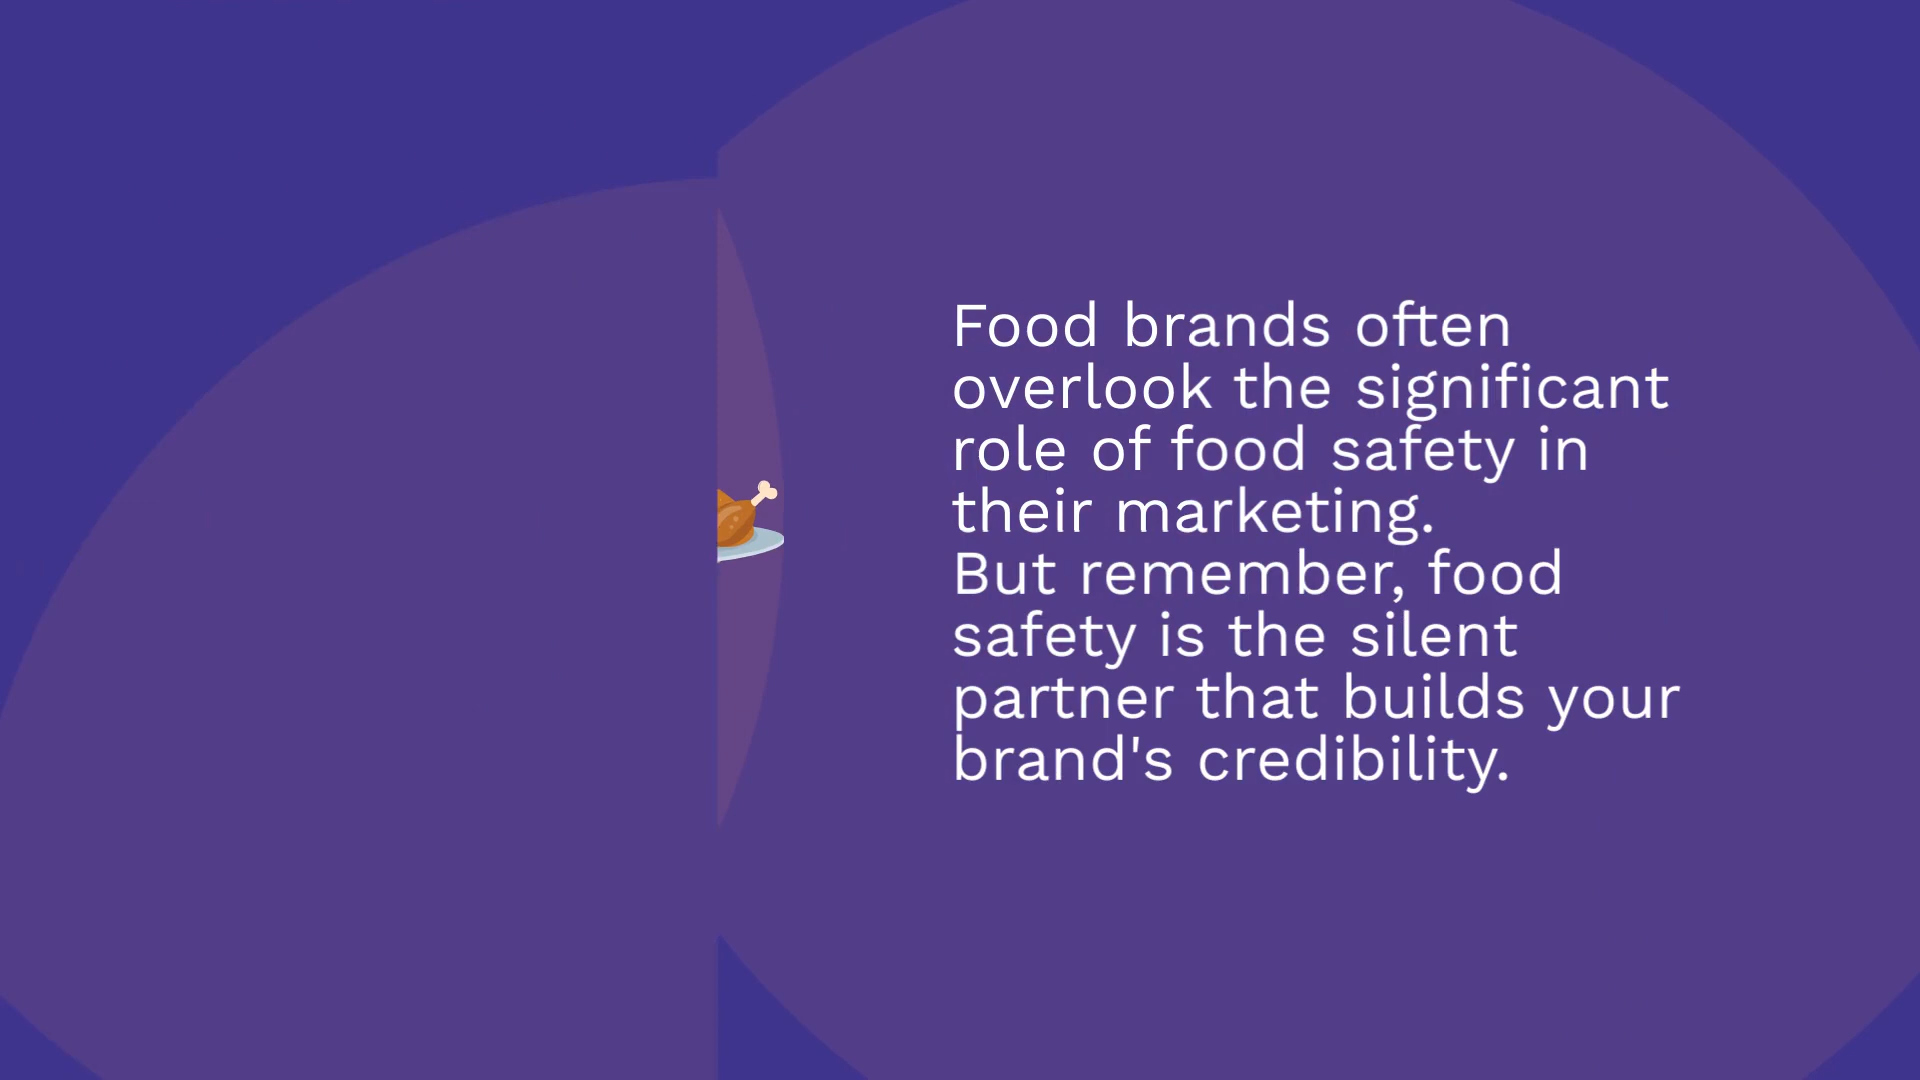 Food brands often
overlook the significant
role of food safety in
their marketing.
But remember, food
safety is the silent
partner that builds your
brand's credibility.